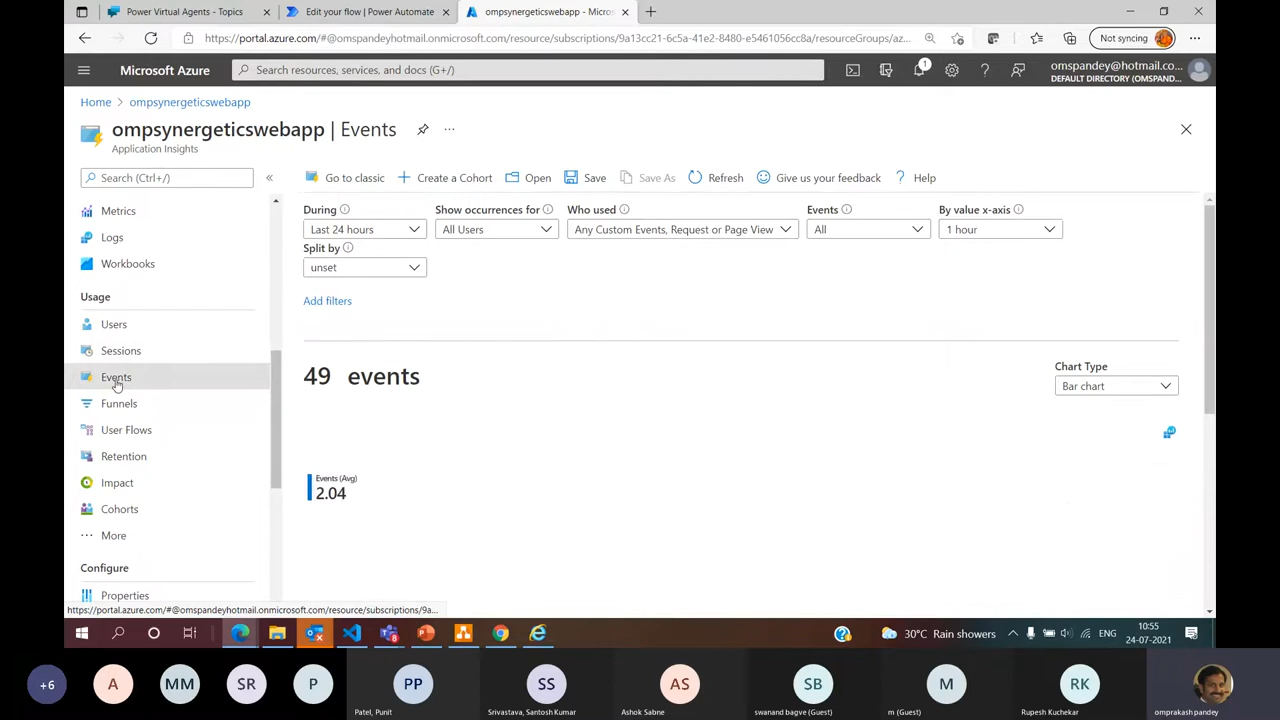 Power Virtual Agents - Topics
Edit your flow | Power Automate
ompsynergeticswebapp - Micros
https://portal.azure.com/#@omspandeyhotmail.onmicrosoft.com/resource/subscriptions/9a13cc21-6c5a-41e2-8480-e5461056cc8a/resourceGroups/az...
Not syncing
Microsoft Azure
Search resources, services, and docs (G+/)
1
omspandey@hotmail.co...
DEFAULT DIRECTORY (OMSPAND...
Home > ompsynergeticswebapp
ompsynergeticswebapp | Events
Application Insights
Search (Ctrl+/)
Metrics
Logs
Workbooks
Usage
Users
Sessions
Events
Funnels
User Flows
Retention
Impact
Cohorts
More
Configure
Properties
Go to classic
Create a Cohort
Open
Save
Save As
Refresh
Give us your feedback
Help
During
Show occurrences for
Who used
Events
By value x-axis
Last 24 hours
All Users
Any Custom Events, Request or Page View
All
1 hour
Split by
unset
Add filters
49 events
Chart Type
Bar chart
Events (Avg)
2.04
https://portal.azure.com/#@omspandeyhotmail.onmicrosoft.com/resource/subscriptions/9a...
30°C Rain showers
ENG
10:55
24-07-2021
+6
A
MM
SR
P
PP
SS
AS
SB
M
RK
Patel, Punit
Srivastava, Santosh Kumar
Ashok Sabne
swanand bagve (Guest)
m (Guest)
Rupesh Kuchekar
omprakash pandey